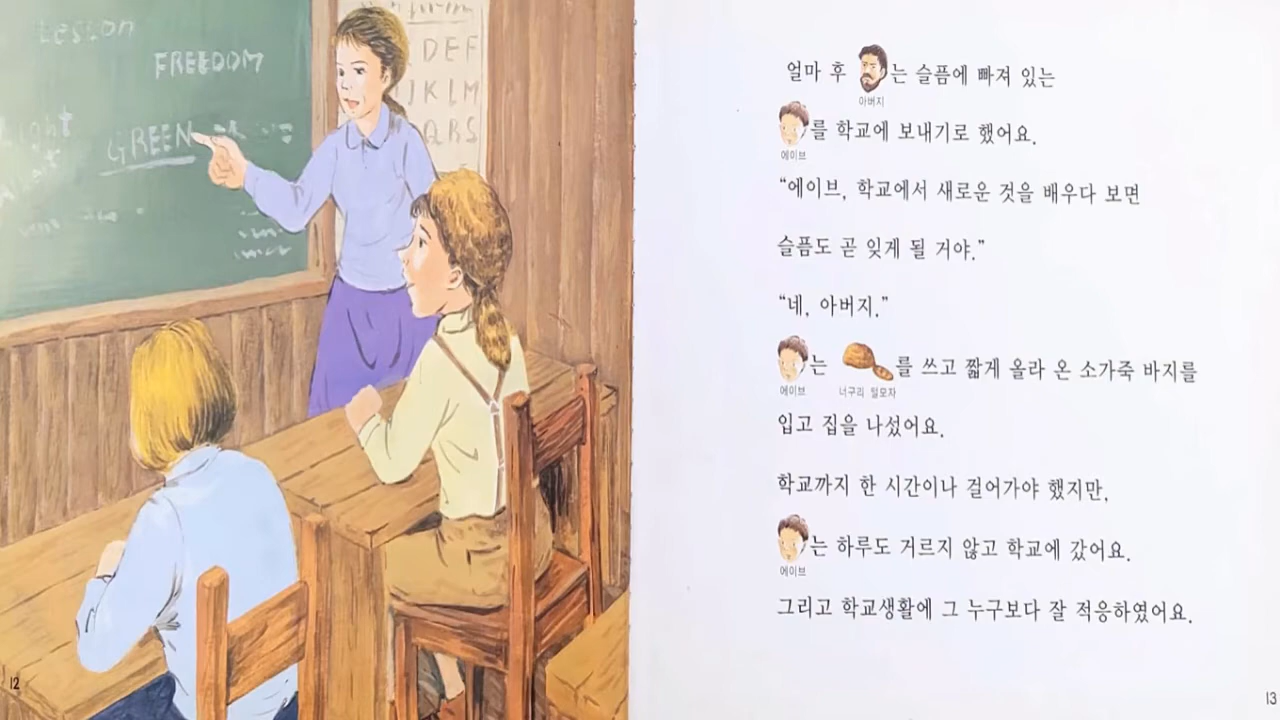 Lesson
FREEDOM
GREEN
DEF
JKLM
QRS
12
얼마 후 는 슬픔에 빠져 있는
아버지
를 학교에 보내기로 했어요.
에이브
“에이브, 학교에서 새로운 것을 배우다 보면
슬픔도 곧 잊게 될 거야.”
“네, 아버지.”
는 를 쓰고 짧게 올라 온 소가죽 바지를
에이브 너구리 털모자
입고 집을 나섰어요.
학교까지 한 시간이나 걸어가야 했지만,
는 하루도 거르지 않고 학교에 갔어요.
에이브
그리고 학교생활에 그 누구보다 잘 적응하였어요.
13